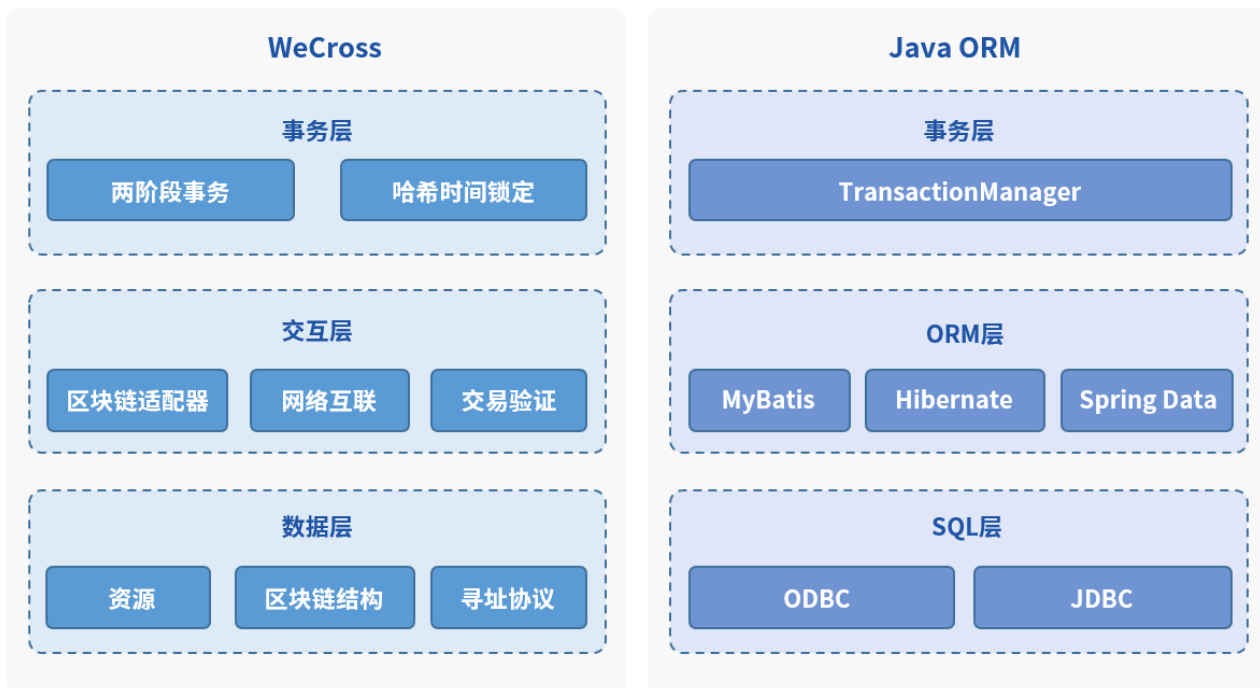 WeCross
事务层
两阶段事务
哈希时间锁定
交互层
区块链适配器
网络互联
交易验证
数据层
资源
区块链结构
寻址协议
Java ORM
事务层
TransactionManager
ORM层
MyBatis
Hibernate
Spring Data
SQL层
ODBC
JDBC